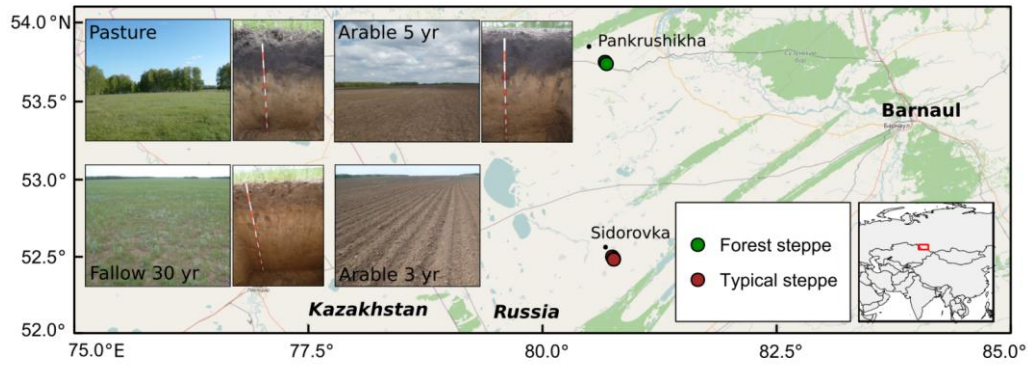 54.0°
53.5°
53.0°
52.5°
52.0°
Pasture
Arable 5 yr
Fallow 30 yr
Arable 3 yr
Pankrushikha
Barnaul
Sidorovka
Kazakhstan
Russia
Forest steppe
Typical steppe
75.0°E
77.5°
80.0°
82.5°
85.0°